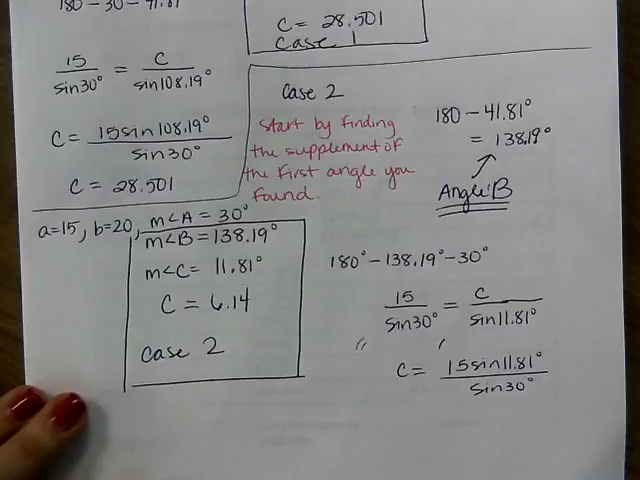 180 - 30 - 41.81
15/sin30° = C/sin108.19°
C = 15sin108.19°/sin30°
C = 28.501
C = 28.501
Case 1
Case 2
Start by finding
the supplement of
the first angle you
found.
180 - 41.81°
= 138.19°
Angle B
a=15, b=20, m<A = 30°
m<B = 138.19°
m<C = 11.81°
C = 6.14
Case 2
180° - 138.19° - 30°
15/sin30° = C/sin11.81°
C = 15sin11.81°/sin30°